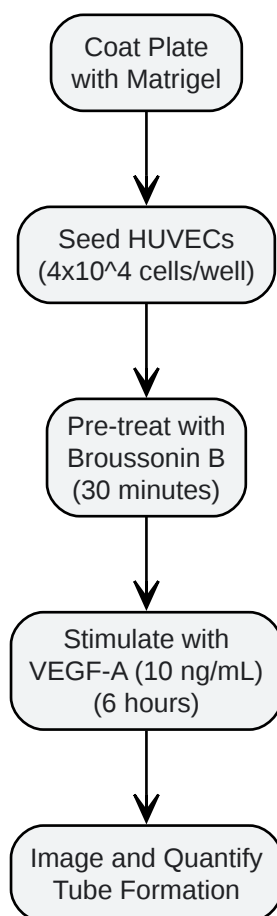 Coat Plate
with Matrigel
Seed HUVECs
(4x10^4 cells/well)
Pre-treat with
Broussonin B
(30 minutes)
Stimulate with
VEGF-A (10 ng/mL)
(6 hours)
Image and Quantify
Tube Formation